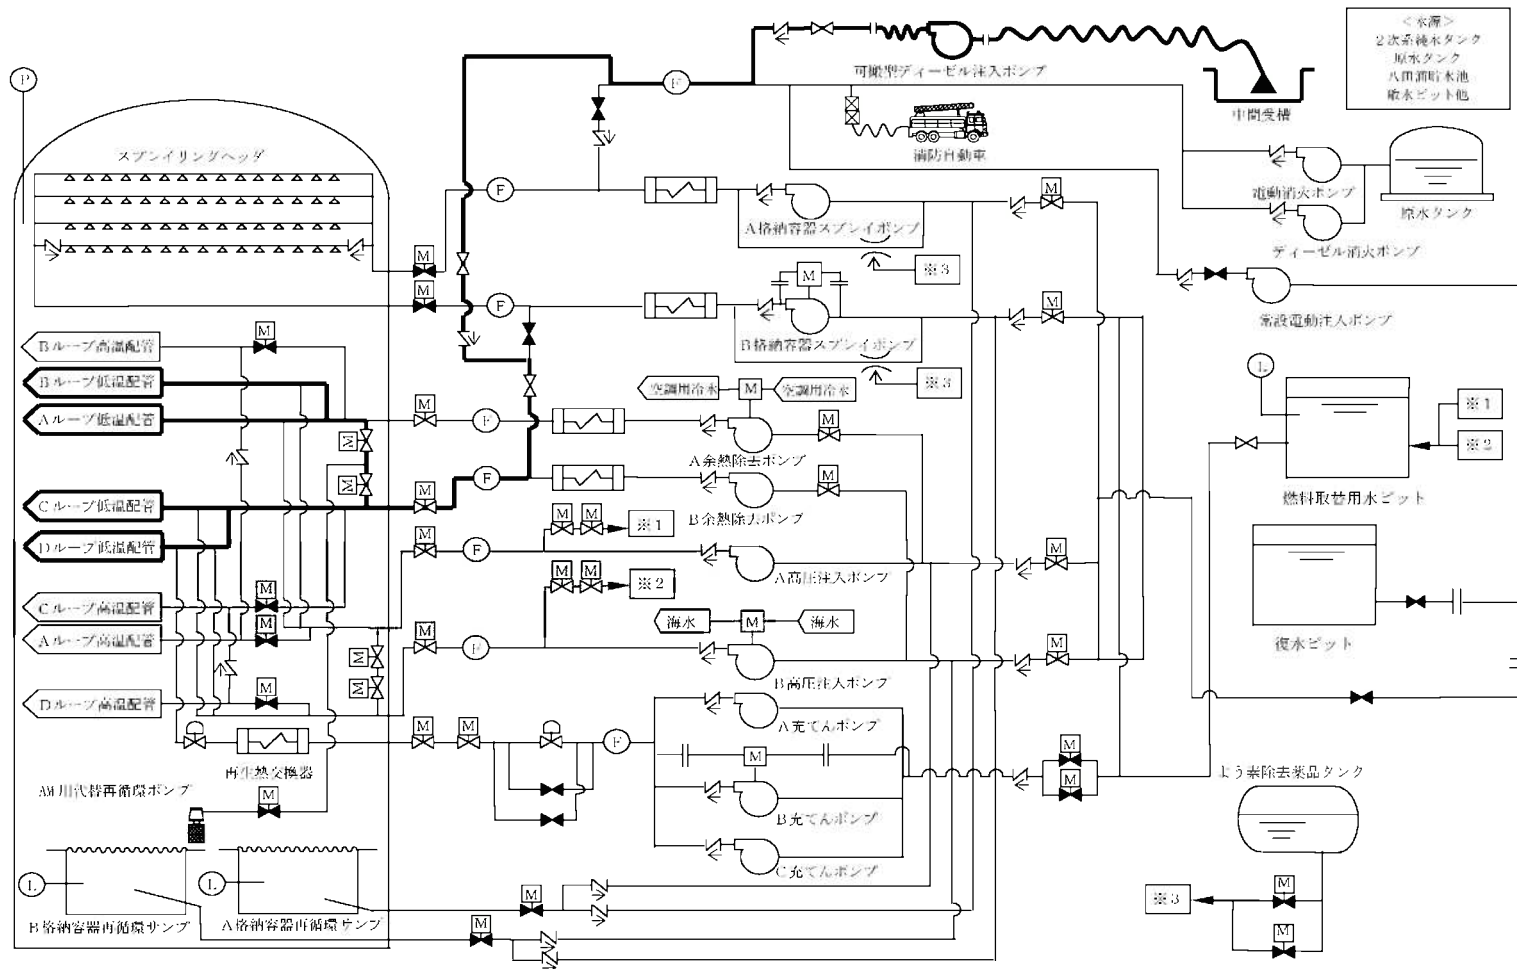 <水源>
2次系純水タンク
原水タンク
八田浦貯水池
取水ピット他
可搬型ディーゼル注入ポンプ
中間受槽
P
F
消防自動車
スプレイリングヘッダ
電動消火ポンプ
原水タンク
F
M
M
A格納容器スプレイポンプ
ディーゼル消火ポンプ
※3
M
M
M
F
M
B格納容器スプレイポンプ
常設電動注入ポンプ
※3
M
Bループ高温配管
Bループ低温配管
空調用冷水
M
空調用冷水
L
Aループ低温配管
M
F
M
※1
※2
M
A余熱除去ポンプ
M
F
M
M
燃料取替用水ピット
Cループ低温配管
B余熱除去ポンプ
M
M
※1
Dループ低温配管
M
F
M
A高圧注入ポンプ
M
M
※2
Cループ高温配管
M
海水
M
海水
Aループ高温配管
M
M
F
M
復水ピット
M
M
B高圧注入ポンプ
Dループ高温配管
M
A充てんポンプ
M
M
F
M
M
再生熱交換器
よう素除去薬品タンク
AM用代替再循環ポンプ
M
M
B充てんポンプ
C充てんポンプ
L
L
M
M
※3
B格納容器再循環サンプ
A格納容器再循環サンプ
M
M